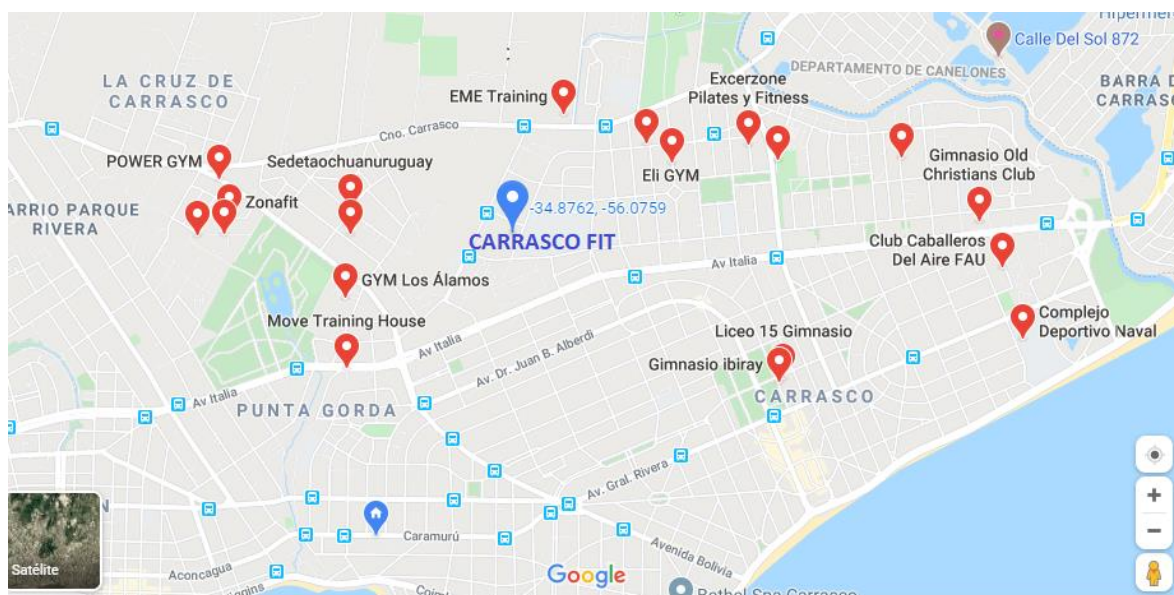 Hipermer
Calle Del Sol 872
LA CRUZ DE
CARRASCO
DEPARTAMENTO DE CANELONES
BARRA D
CARRASC
EME Training
Excerzone
Pilates y Fitness
Cno. Carrasco
POWER GYM
Sedetaochuanuruguay
Eli GYM
Gimnasio Old
Christians Club
Zonafit
ARRIO PARQUE
RIVERA
-34.8762, -56.0759
CARRASCO FIT
Club Caballeros
Del Aire FAU
Av Italia
GYM Los Álamos
Move Training House
Complejo
Deportivo Naval
Liceo 15 Gimnasio
Av Italia
Av. Dr. Juan B. Alberdi
Gimnasio ibiray
Av Italia
PUNTA GORDA
CARRASCO
Av. Gral. Rivera
N
Caramurú
Avenida Bolivia
Satélite
Aconcagua
Google